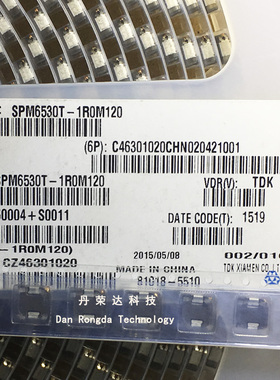 SPM6530T-1R0M120
(6P): C46301020CHN020421001
SPM6530T-1R0M120
VDR(V): TDK
0004+S0011
DATE CODE(T): 1519
-1R0M120)
2015/05/08
CZ46301020
MADE IN CHINA
TDK XIAMEN CO.,
81018-5510
丹荣达科技
Dan Rongda Technology